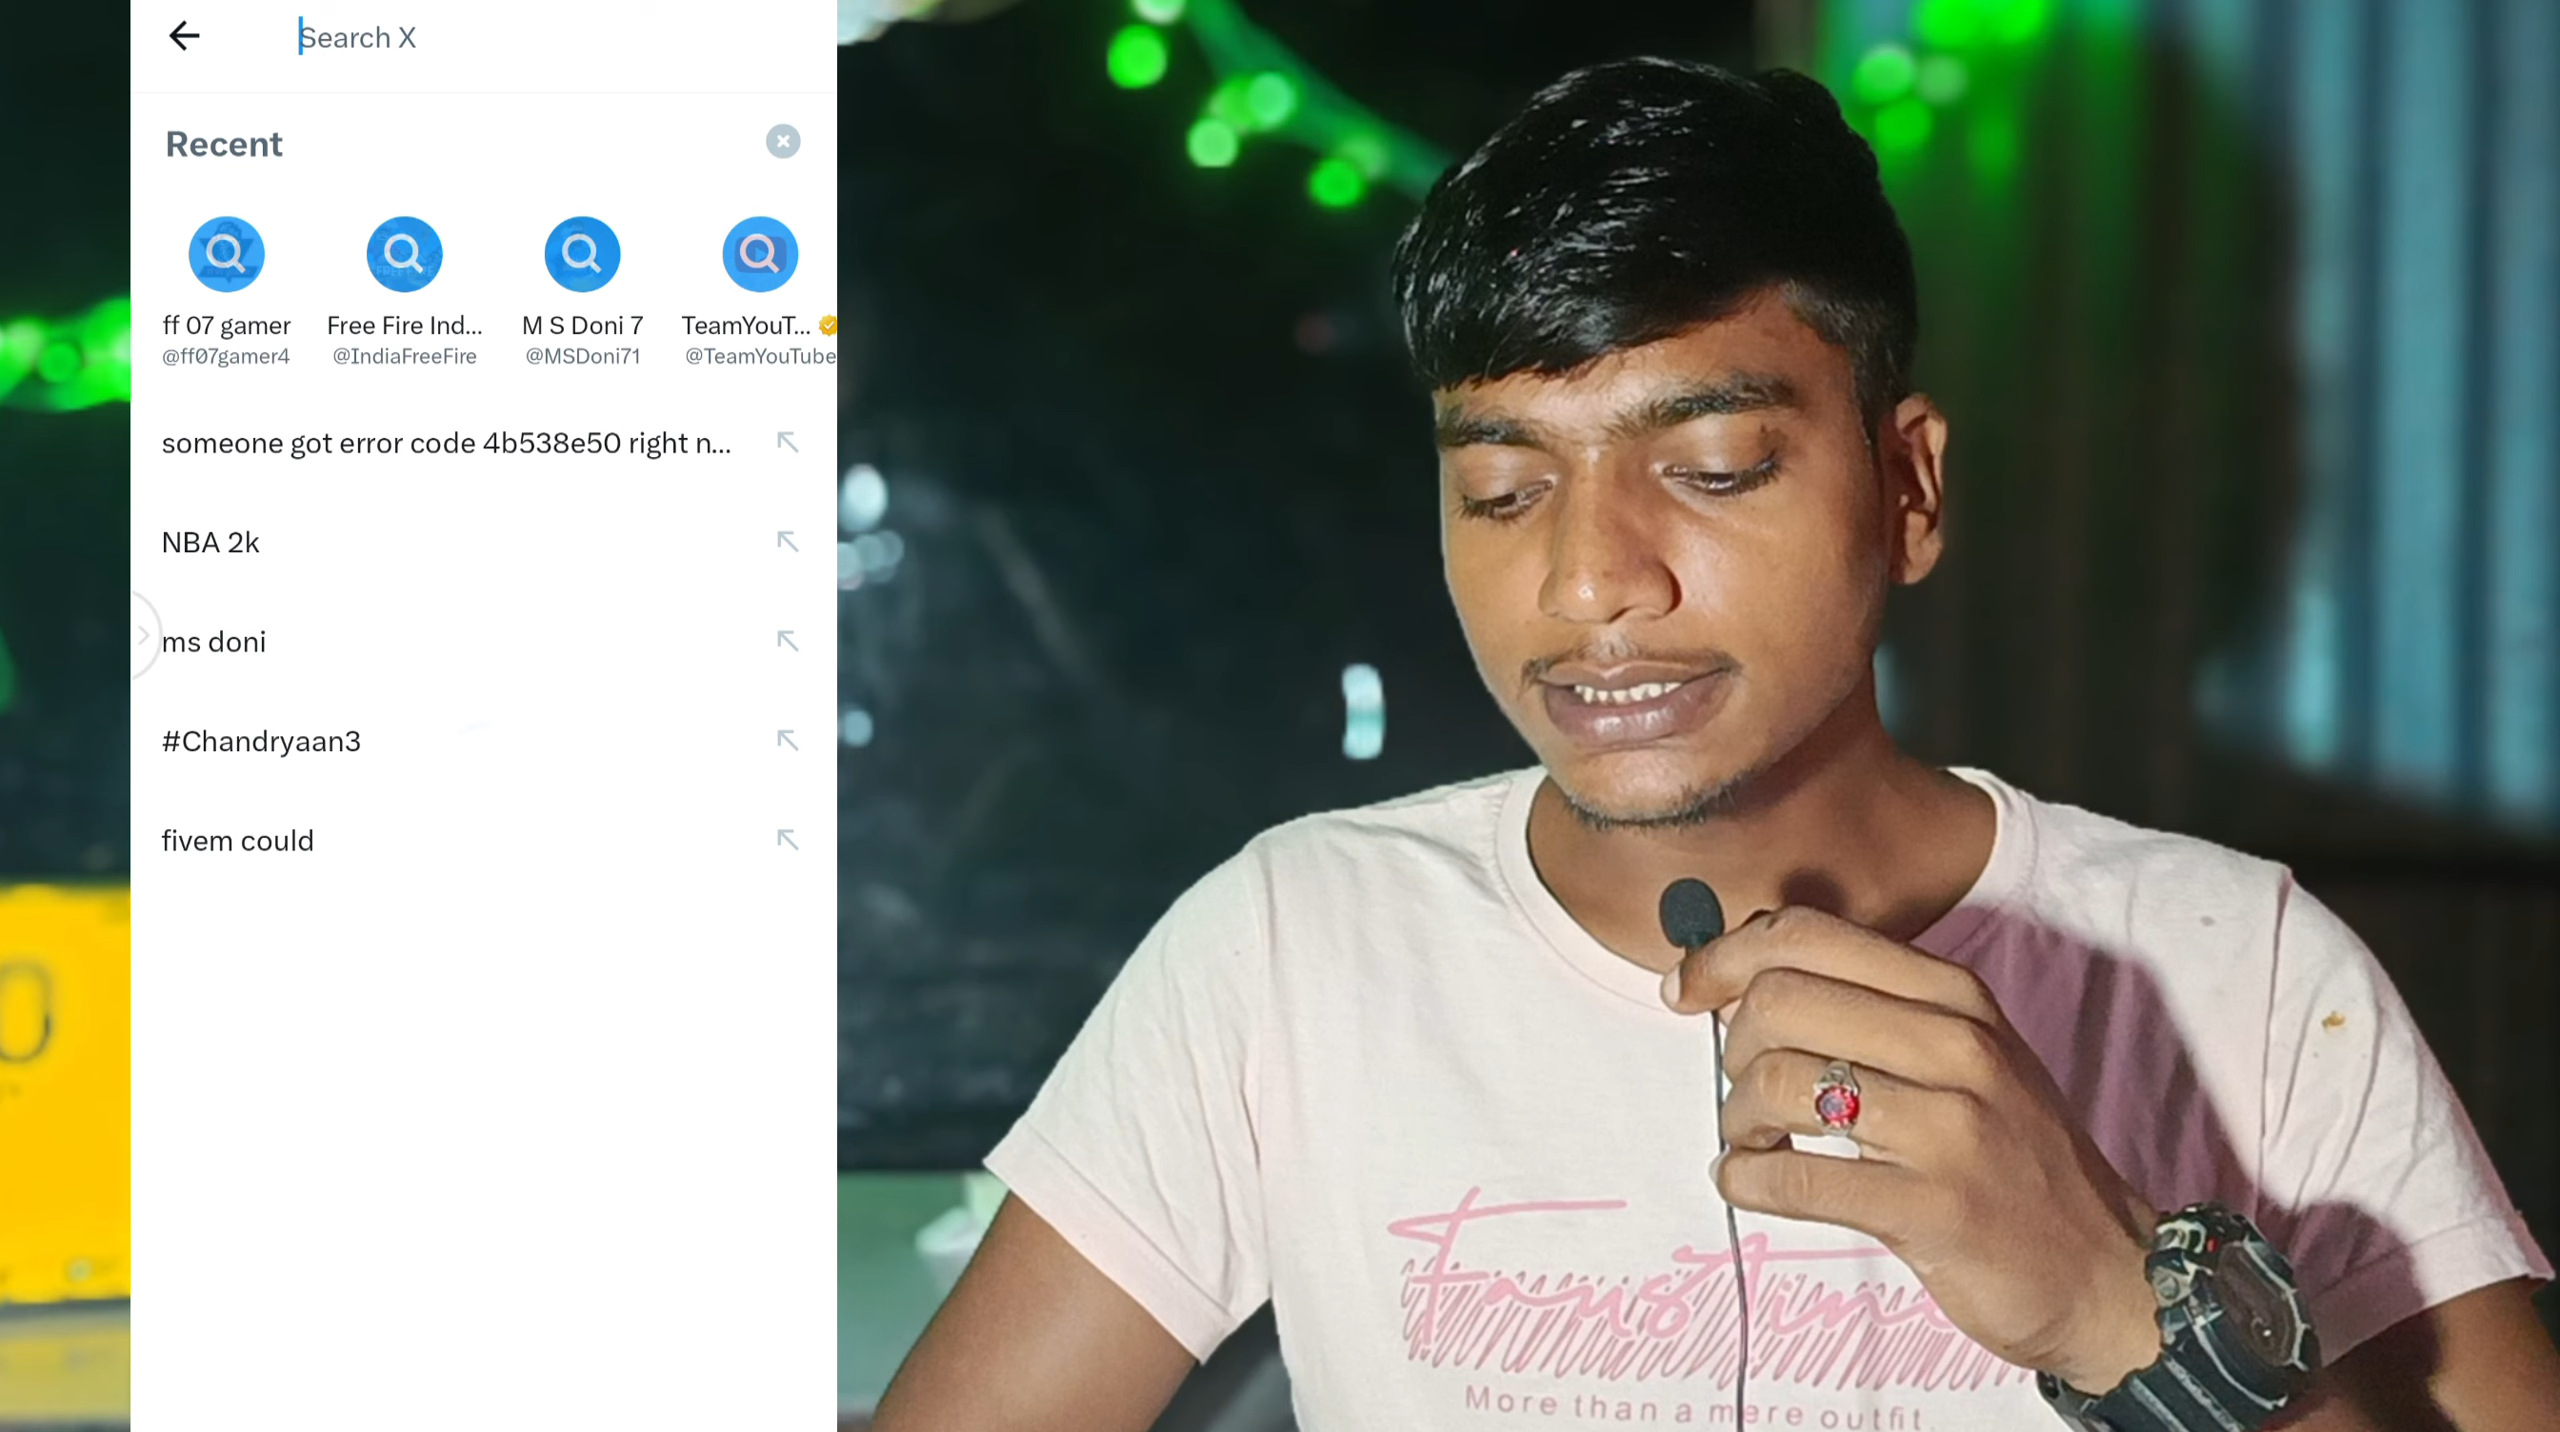 Search X
Recent
ff 07 gamer
@ff07gamer4
Free Fire Ind...
@IndiaFreeFire
M S Doni 7
@MSDoni71
TeamYouT...
@TeamYouTube
someone got error code 4b538e50 right n...
NBA 2k
ms doni
#Chandryaan3
fivem could
0
More than a mere outfit.